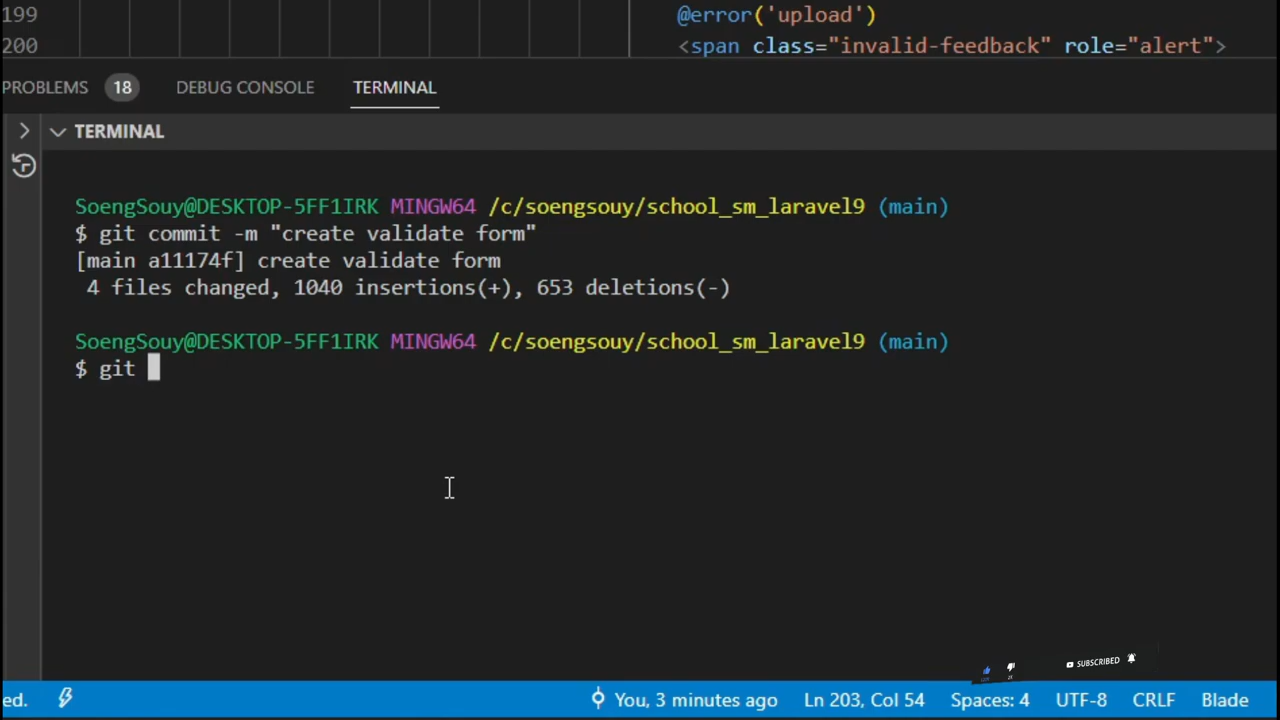 199
@error('upload')
200
<span class="invalid-feedback" role="alert">
PROBLEMS 18 DEBUG CONSOLE TERMINAL
TERMINAL
SoengSouy@DESKTOP-5FF1IRK MINGW64 /c/soengsouy/school_sm_laravel9 (main)
$ git commit -m "create validate form"
[main a11174f] create validate form
4 files changed, 1040 insertions(+), 653 deletions(-)
SoengSouy@DESKTOP-5FF1IRK MINGW64 /c/soengsouy/school_sm_laravel9 (main)
$ git
SUBSCRIBED
ed. You, 3 minutes ago Ln 203, Col 54 Spaces: 4 UTF-8 CRLF Blade